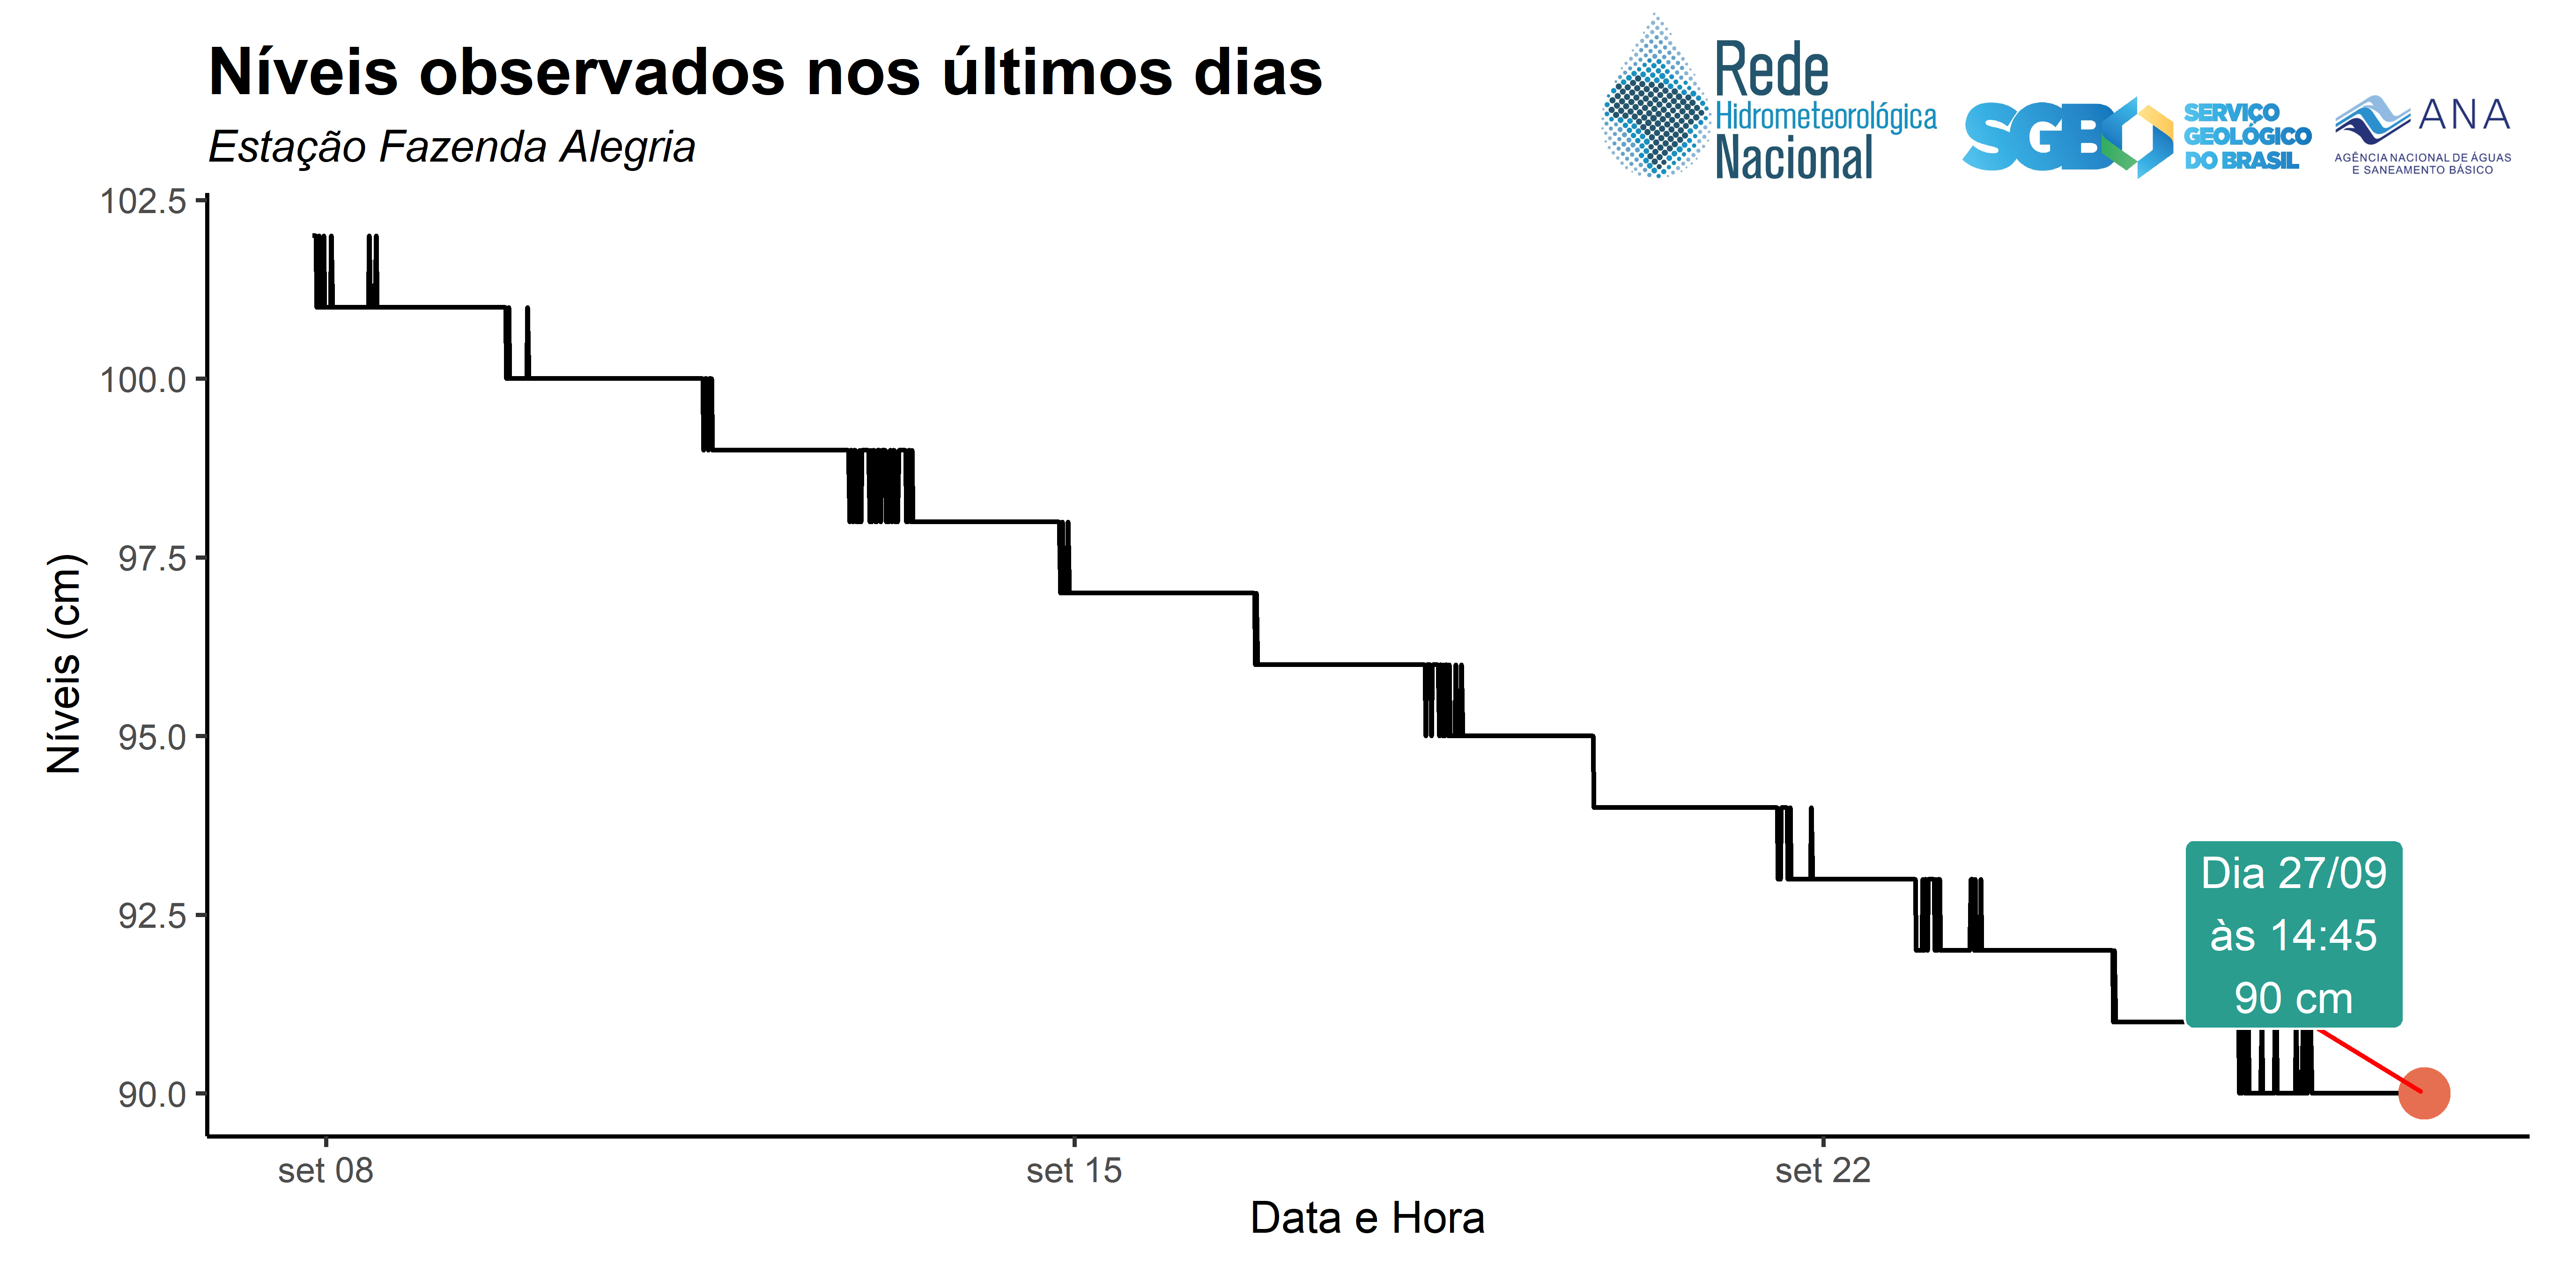 Níveis observados nos últimos dias
Estação Fazenda Alegria
Rede
Hidrometeorológica
Nacional
SGB
SERVIÇO
GEOLÓGICO
DO BRASIL
ANA
AGÊNCIA NACIONAL DE ÁGUAS
E SANEAMENTO BÁSICO
Níveis (cm)
102.5
100.0
97.5
95.0
92.5
90.0
Dia 27/09
às 14:45
90 cm
set 08
set 15
set 22
Data e Hora